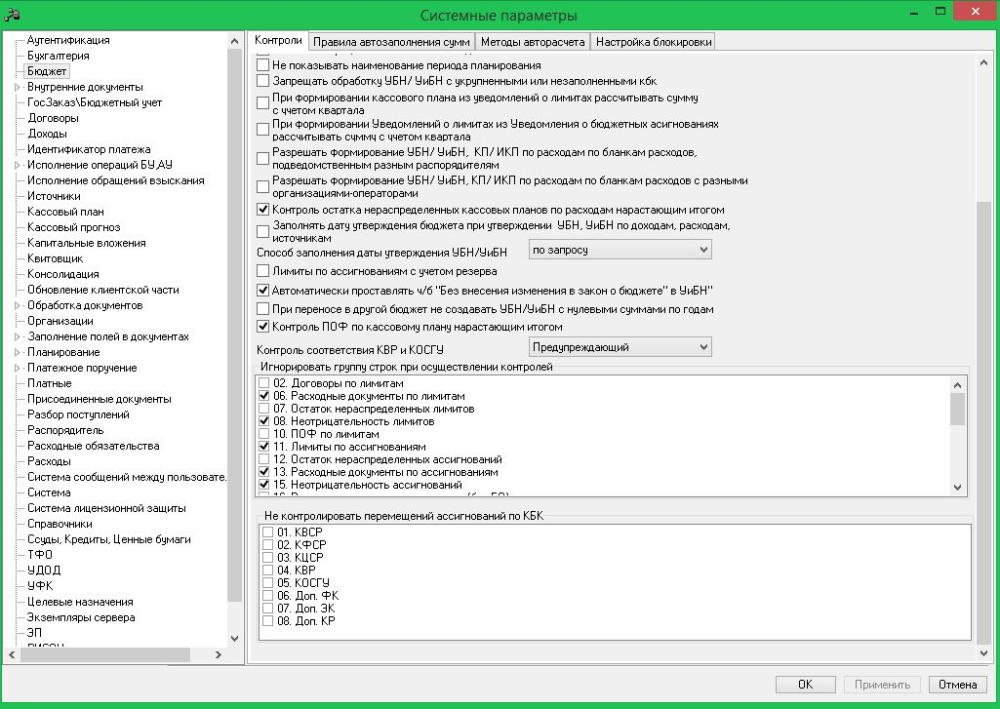 Системные параметры
Аутентификация
Бухгалтерия
Бюджет
Внутренние документы
ГосЗаказ\Бюджетный учет
Договоры
Доходы
Идентификатор платежа
Исполнение операций БУ,АУ
Исполнение обращений взыскания
Источники
Кассовый план
Кассовый прогноз
Капитальные вложения
Квитовщик
Консолидация
Обновление клиентской части
Обработка документов
Организации
Заполнение полей в документах
Планирование
Платежное поручение
Платные
Присоединенные документы
Разбор поступлений
Распорядитель
Расходные обязательства
Расходы
Система сообщений между пользовате.
Система
Система лицензионной защиты
Справочники
Ссуды, Кредиты, Ценные бумаги
ТФО
УДОД
УФК
Целевые назначения
Экземпляры сервера
ЭП
Контроли
Правила автозаполнения сумм
Методы авторасчета
Настройка блокировки
Не показывать наименование периода планирования
Запрещать обработку УБН/ УиБН с укрупненными или незаполненными кбк
При формировании кассового плана из уведомлений о лимитах рассчитывать сумму
с учетом квартала
При формировании Уведомлений о лимитах из Уведомления о бюджетных асигнованиях
рассчитывать сумму с учетом квартала
Разрешать формирование УБН/ УиБН, КП/ ИКП по расходам по бланкам расходов,
подведомственным разным распорядителям
Разрешать формирование УБН/ УиБН, КП/ ИКП по расходам по бланкам расходов с разными
организациями-операторами
Контроль остатка нераспределенных кассовых планов по расходам нарастающим итогом
Заполнять дату утверждения бюджета при утверждении УБН, УиБН по доходам, расходам,
источникам
Способ заполнения даты утверждения УБН/УиБН
по запросу
Лимиты по ассигнованиям с учетом резерва
Автоматически проставлять ч/б "Без внесения изменения в закон о бюджете" в УиБН"
При переносе в другой бюджет не создавать УБН/УиБН с нулевыми суммами по годам
Контроль ПОФ по кассовому плану нарастающим итогом
Контроль соответствия КВР и КОСГУ
Предупреждающий
Игнорировать группу строк при осуществлении контролей
02. Договоры по лимитам
06. Расходные документы по лимитам
07. Остаток нераспределенных лимитов
08. Неотрицательность лимитов
10. ПОФ по лимитам
11. Лимиты по ассигнованиям
12. Остаток нераспределенных ассигнований
13. Расходные документы по ассигнованиям
15. Неотрицательность ассигнований
Не контролировать перемещений ассигнований по КБК
01. КВСР
02. КФСР
03. КЦСР
04. КВР
05. КОСГУ
06. Доп. ФК
07. Доп. ЭК
08. Доп. КР
OK
Применить
Отмена